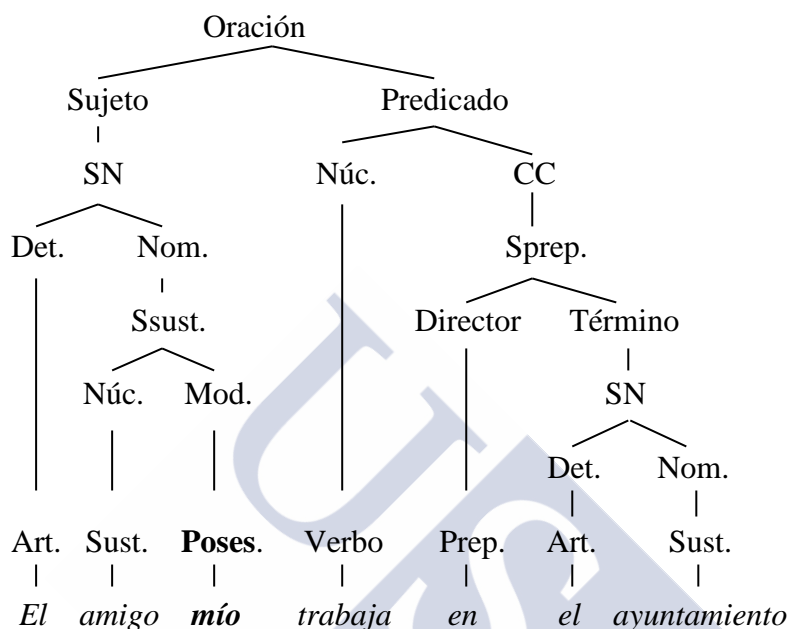 Oración
Sujeto Predicado
SN Núc. CC
Det. Nom. Sprep.
Ssust. Director Término
Núc. Mod. SN
Det. Nom.
Art. Sust. Poses. Verbo Prep. Art. Sust.
El amigo mío trabaja en el ayuntamiento